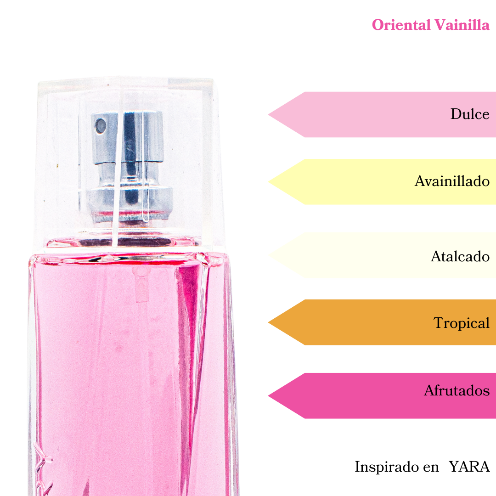 Oriental Vainilla
Dulce
Avainillado
Atalcado
Tropical
Afrutados
Inspirado en YARA